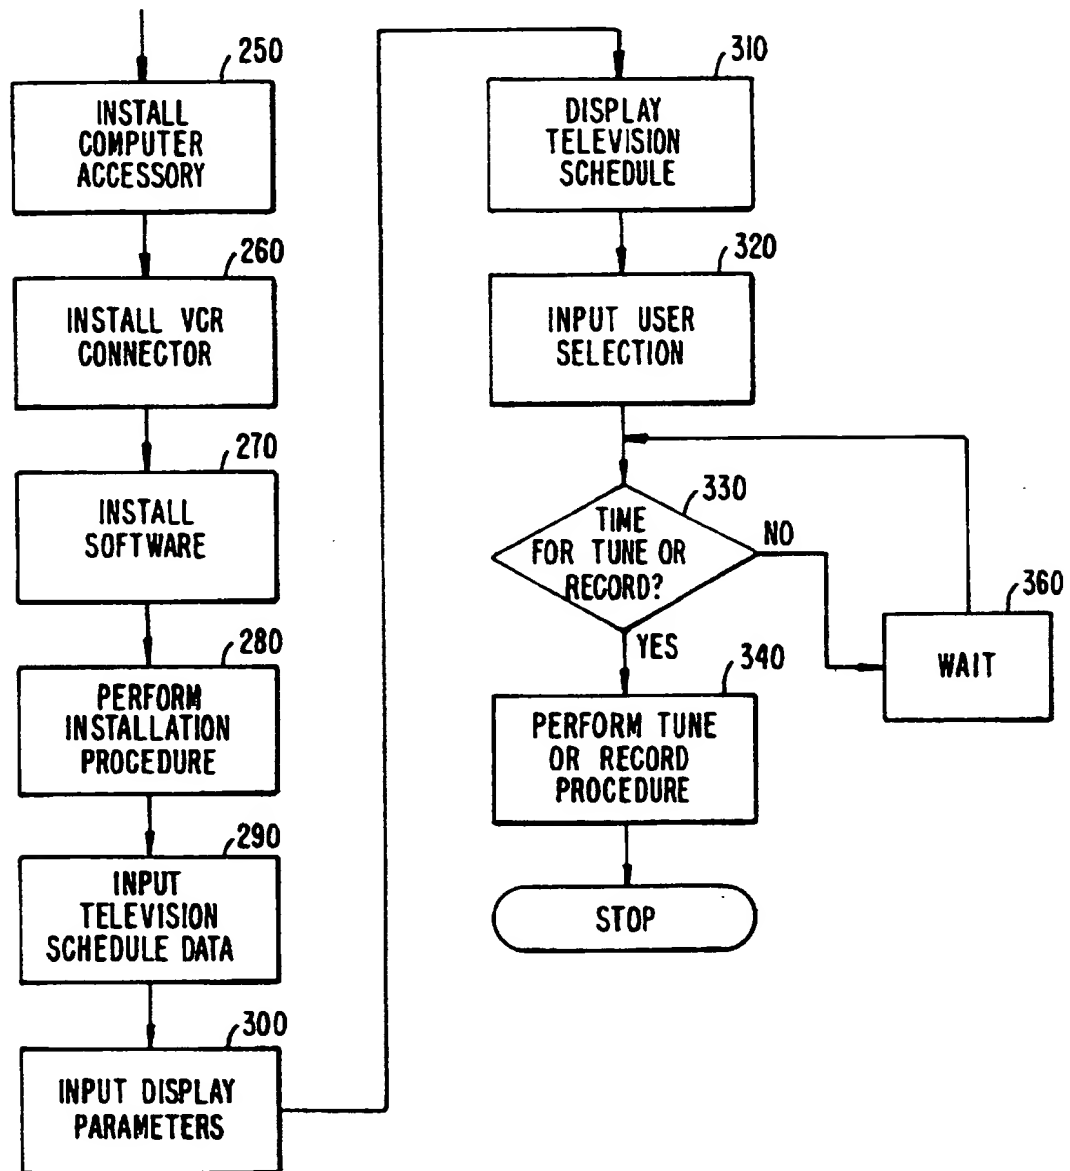 250
INSTALL
COMPUTER
ACCESSORY
260
INSTALL VCR
CONNECTOR
270
INSTALL
SOFTWARE
280
PERFORM
INSTALLATION
PROCEDURE
290
INPUT
TELEVISION
SCHEDULE DATA
300
INPUT DISPLAY
PARAMETERS
310
DISPLAY
TELEVISION
SCHEDULE
320
INPUT USER
SELECTION
330
TIME
FOR TUNE OR
RECORD?
NO
YES
360
WAIT
340
PERFORM TUNE
OR RECORD
PROCEDURE
STOP